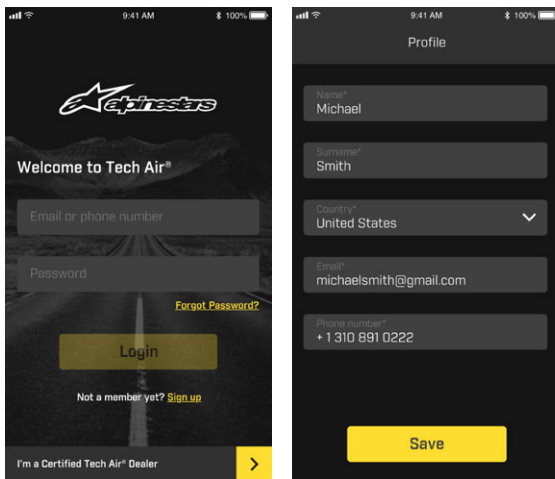 9:41 AM
100%
alpinestars
Welcome to Tech Air®
Email or phone number
Password
Forgot Password?
Login
Not a member yet? Sign up
I'm a Certified Tech Air® Dealer
9:41 AM
100%
Profile
Name*
Michael
Surname*
Smith
Country*
United States
Email*
michaelsmith@gmail.com
Phone number*
+ 1 310 891 0222
Save